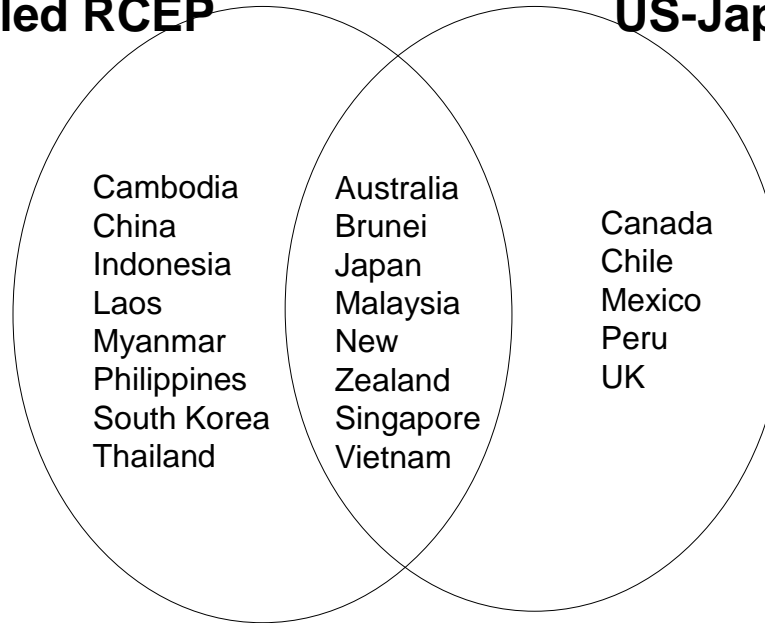 led RCEP
US-Jap
Cambodia
China
Indonesia
Laos
Myanmar
Philippines
South Korea
Thailand
Australia
Brunei
Japan
Malaysia
New
Zealand
Singapore
Vietnam
Canada
Chile
Mexico
Peru
UK